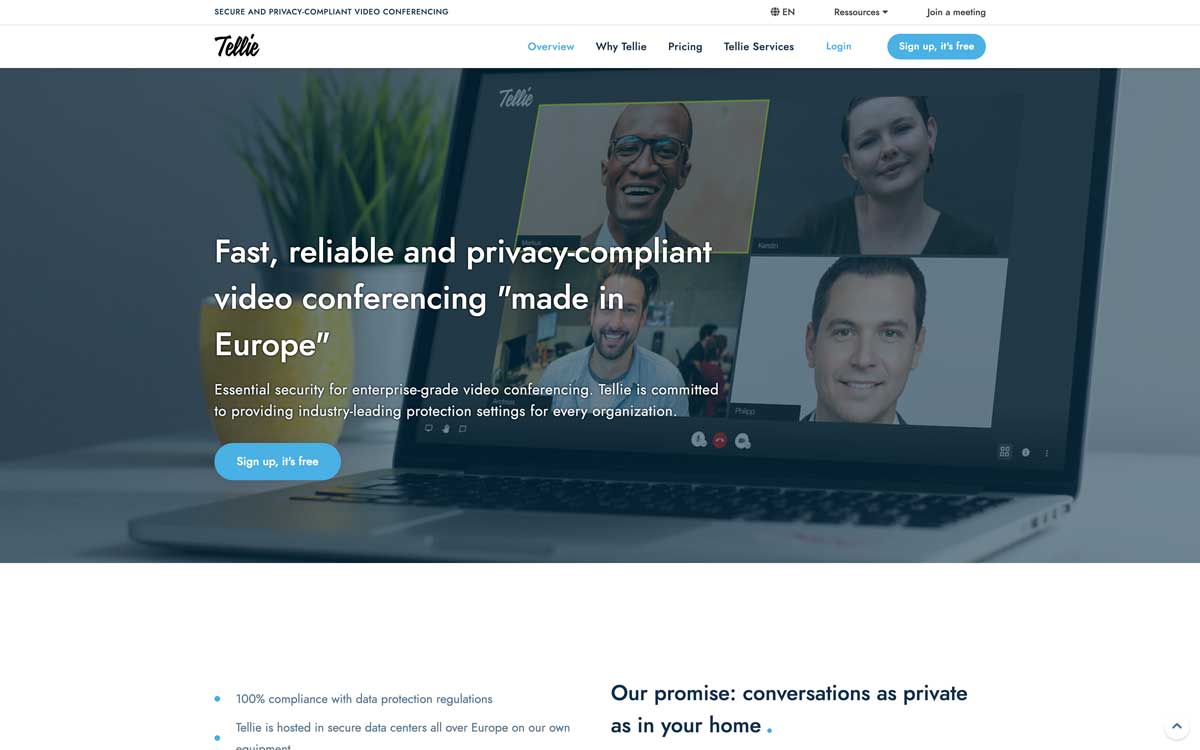 SECURE AND PRIVACY-COMPLIANT VIDEO CONFERENCING
EN
Ressources
Join a meeting
Tellie
Overview
Why Tellie
Pricing
Tellie Services
Login
Sign up, it's free
Tellie
Markus
Kerstin
Fast, reliable and privacy-compliant
video conferencing "made in
Europe"
Essential security for enterprise-grade video conferencing. Tellie is committed
to providing industry-leading protection settings for every organization.
Andreas
Philipp
Sign up, it's free
100% compliance with data protection regulations
Tellie is hosted in secure data centers all over Europe on our own
equipment
Our promise: conversations as private
as in your home .